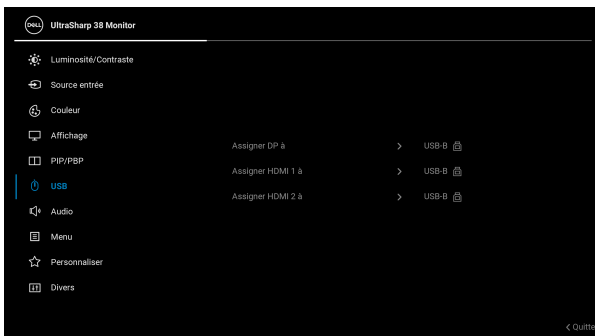 DELL UltraSharp 38 Monitor
Luminosité/Contraste
Source entrée
Couleur
Affichage
Assigner DP à USB-B
PIP/PBP
Assigner HDMI 1 à USB-B
USB
Assigner HDMI 2 à USB-B
Audio
Menu
Personnaliser
Divers
Quitte